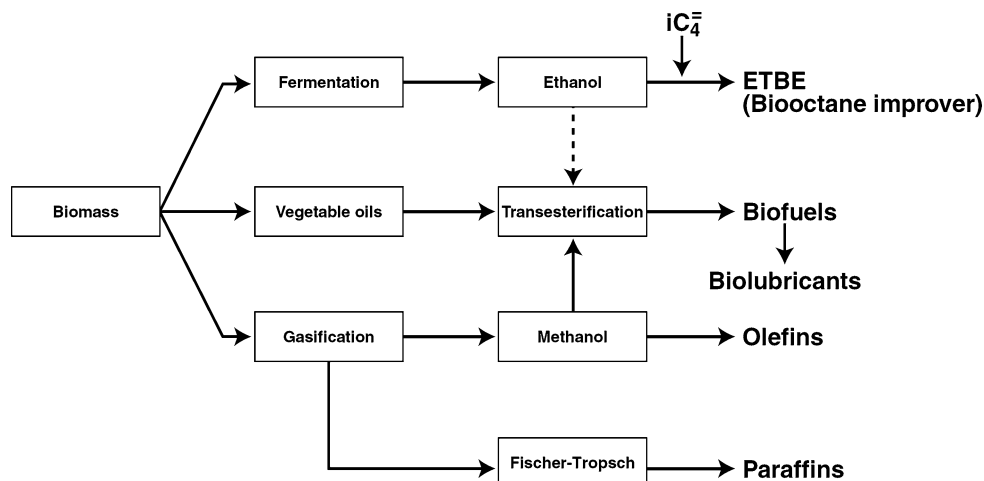 iC₄⁼
Fermentation
Ethanol
ETBE
(Biooctane improver)
Biomass
Vegetable oils
Transesterification
Biofuels
Biolubricants
Gasification
Methanol
Olefins
Fischer-Tropsch
Paraffins